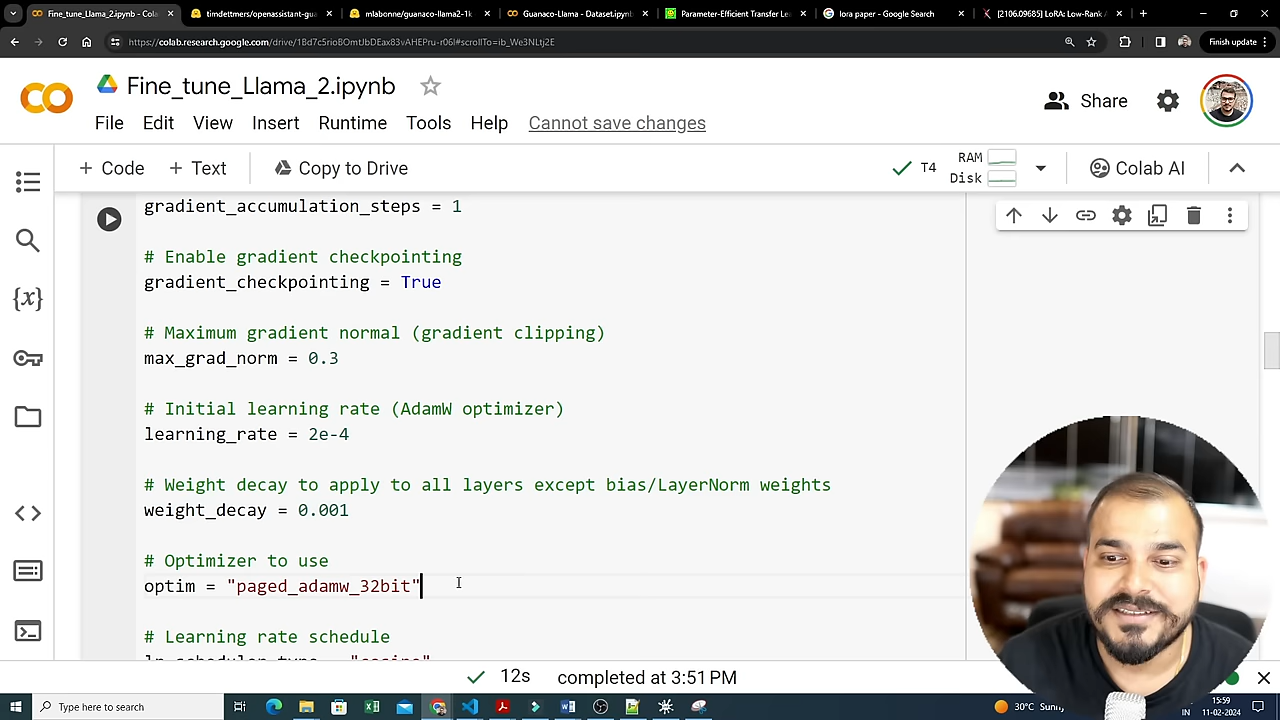 Fine_tune_Llama_2.ipynb - Colab
timdettmers/openassistant-gua
mlabonne/guanaco-llama2-1k
Guanaco-Llama - Dataset.ipynb
Parameter-Efficient Transfer Le
lora paper - Google Search
[2106.09685] LoRA: Low-Rank A
https://colab.research.google.com/drive/
Finish update
Fine_tune_Llama_2.ipynb
File Edit View Insert Runtime Tools Help Cannot save changes
Share
+ Code + Text Copy to Drive
T4 RAM Disk
Colab AI
gradient_accumulation_steps = 1
# Enable gradient checkpointing
gradient_checkpointing = True
# Maximum gradient normal (gradient clipping)
max_grad_norm = 0.3
# Initial learning rate (AdamW optimizer)
learning_rate = 2e-4
# Weight decay to apply to all layers except bias/LayerNorm weights
weight_decay = 0.001
# Optimizer to use
optim = "paged_adamw_32bit"
# Learning rate schedule
lr_scheduler_type = "cosine"
12s completed at 3:51 PM
Type here to search
30°C Sunny
15:59
IN 11-02-2024